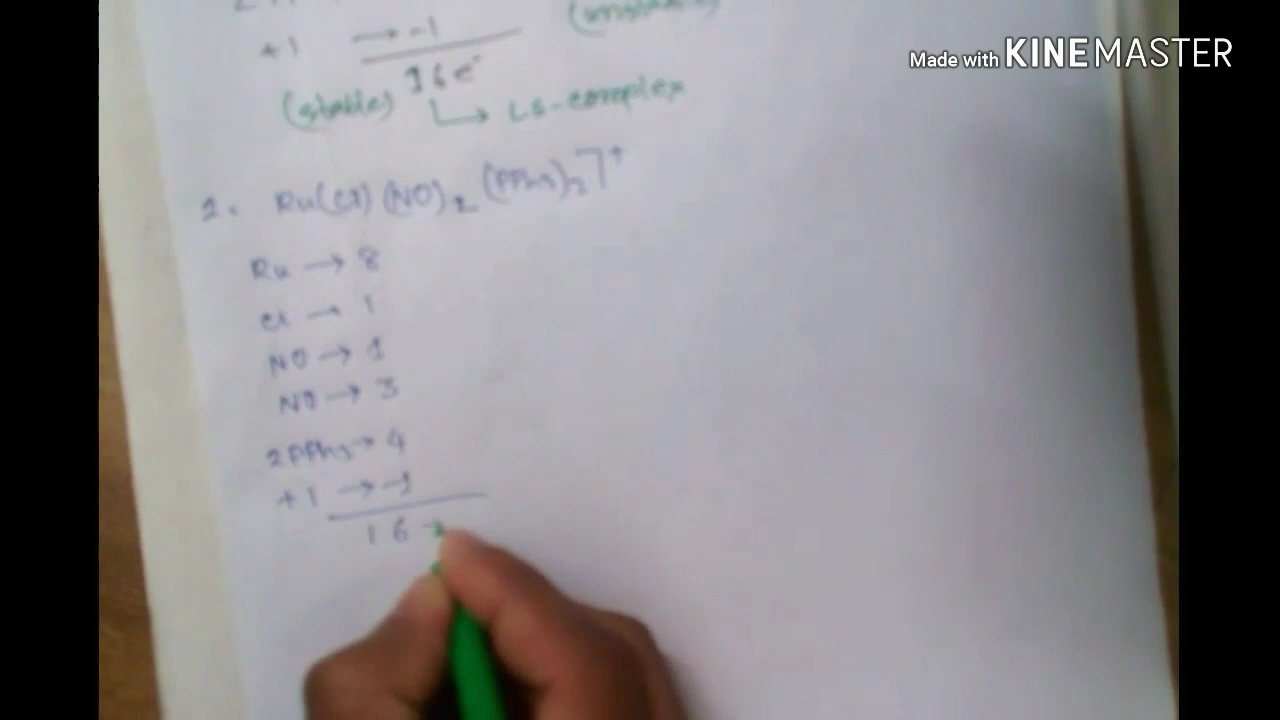 Made with KINEMASTER
+1 → -1
16e⁻
(stable) ↳ LS-complex
2. Ru(Cl) (NO)₂ (PPh₃)₂]⁺
Ru → 8
Cl → 1
NO → 1
NO → 3
2PPh₃ → 4
+1 → -1
16 →